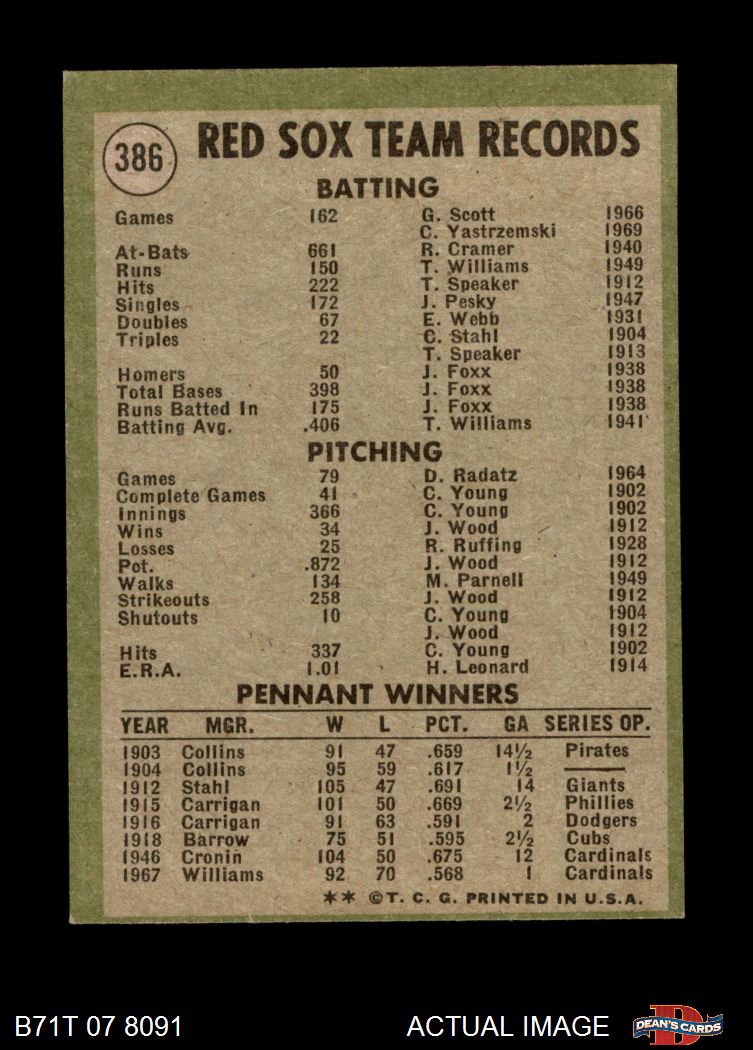 386 RED SOX TEAM RECORDS
BATTING
Games 162 G. Scott 1966
C. Yastrzemski 1969
At-Bats 661 R. Cramer 1940
Runs 150 T. Williams 1949
Hits 222 T. Speaker 1912
Singles 172 J. Pesky 1947
Doubles 67 E. Webb 1931
Triples 22 C. Stahl 1904
T. Speaker 1913
Homers 50 J. Foxx 1938
Total Bases 398 J. Foxx 1938
Runs Batted In 175 J. Foxx 1938
Batting Avg. .406 T. Williams 1941
PITCHING
Games 79 D. Radatz 1964
Complete Games 41 C. Young 1902
Innings 366 C. Young 1902
Wins 34 J. Wood 1912
Losses 25 R. Ruffing 1928
Pct. .872 J. Wood 1912
Walks 134 M. Parnell 1949
Strikeouts 258 J. Wood 1912
Shutouts 10 C. Young 1904
J. Wood 1912
Hits 337 C. Young 1902
E.R.A. 1.01 H. Leonard 1914
PENNANT WINNERS
YEAR MGR. W L PCT. GA SERIES OP.
1903 Collins 91 47 .659 14½ Pirates
1904 Collins 95 59 .617 1½ ———
1912 Stahl 105 47 .691 14 Giants
1915 Carrigan 101 50 .669 2½ Phillies
1916 Carrigan 91 63 .591 2 Dodgers
1918 Barrow 75 51 .595 2½ Cubs
1946 Cronin 104 50 .675 12 Cardinals
1967 Williams 92 70 .568 1 Cardinals
** ©T. C. G. PRINTED IN U.S.A.
B71T 07 8091 ACTUAL IMAGE DEAN'S CARDS